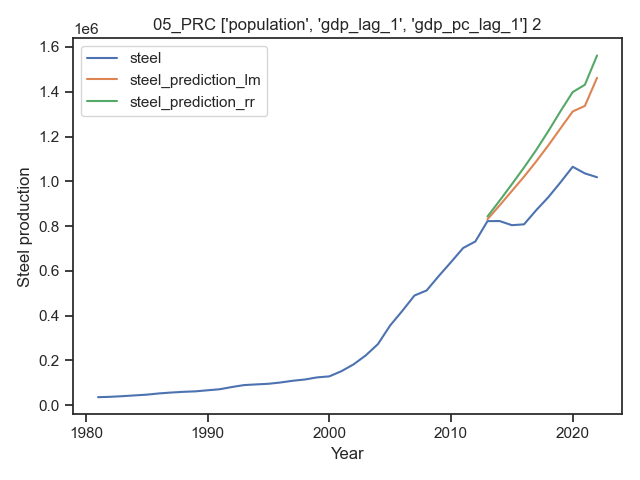 05_PRC ['population', 'gdp_lag_1', 'gdp_pc_lag_1'] 2
1e6
steel
steel_prediction_lm
steel_prediction_rr
1.6
1.4
1.2
1.0
0.8
0.6
0.4
0.2
0.0
Steel production
1980 1990 2000 2010 2020
Year